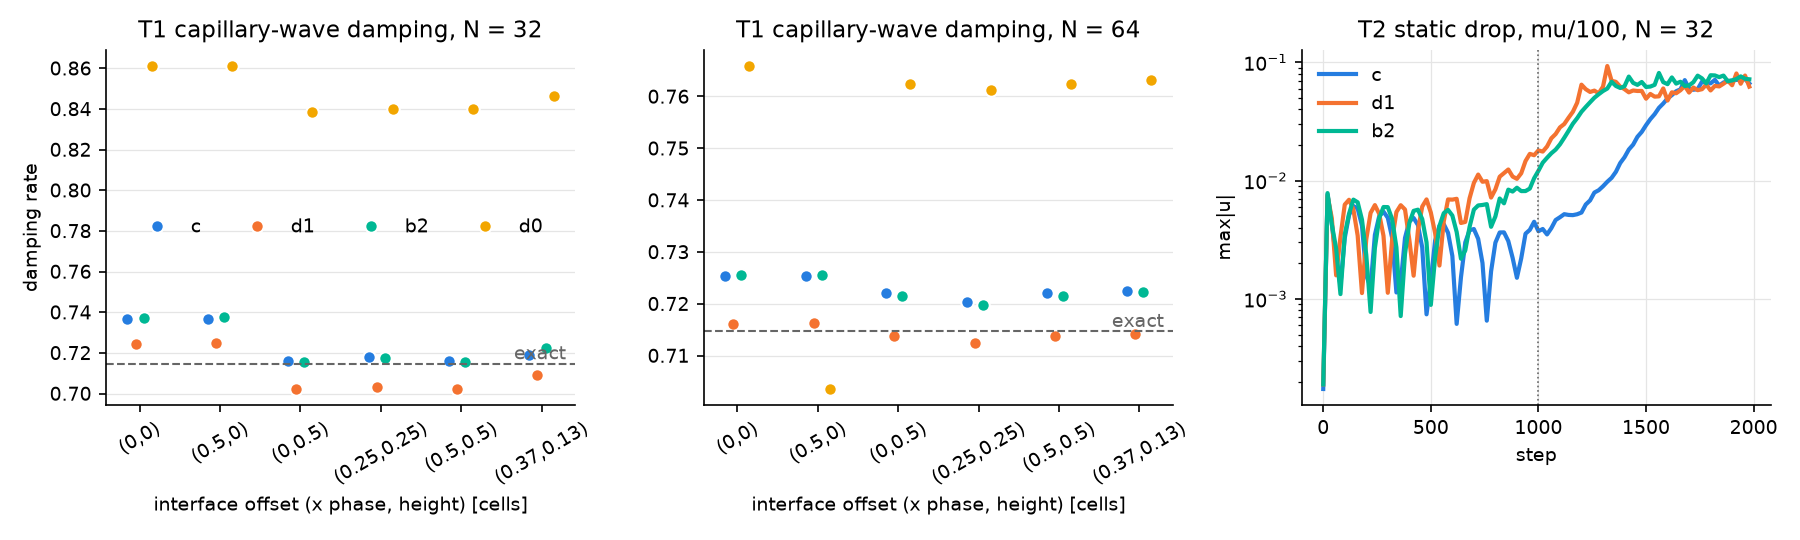 T1 capillary-wave damping, N = 32
damping rate
0.86
0.84
0.82
0.80
0.78
0.76
0.74
0.72
0.70
c
d1
b2
d0
exact
(0,0)
(0.5,0)
(0,0.5)
(0.25,0.25)
(0.5,0.5)
(0.37,0.13)
interface offset (x phase, height) [cells]
T1 capillary-wave damping, N = 64
0.76
0.75
0.74
0.73
0.72
0.71
exact
(0,0)
(0.5,0)
(0,0.5)
(0.25,0.25)
(0.5,0.5)
(0.37,0.13)
interface offset (x phase, height) [cells]
T2 static drop, mu/100, N = 32
max|u|
10⁻¹
10⁻²
10⁻³
c
d1
b2
0
500
1000
1500
2000
step